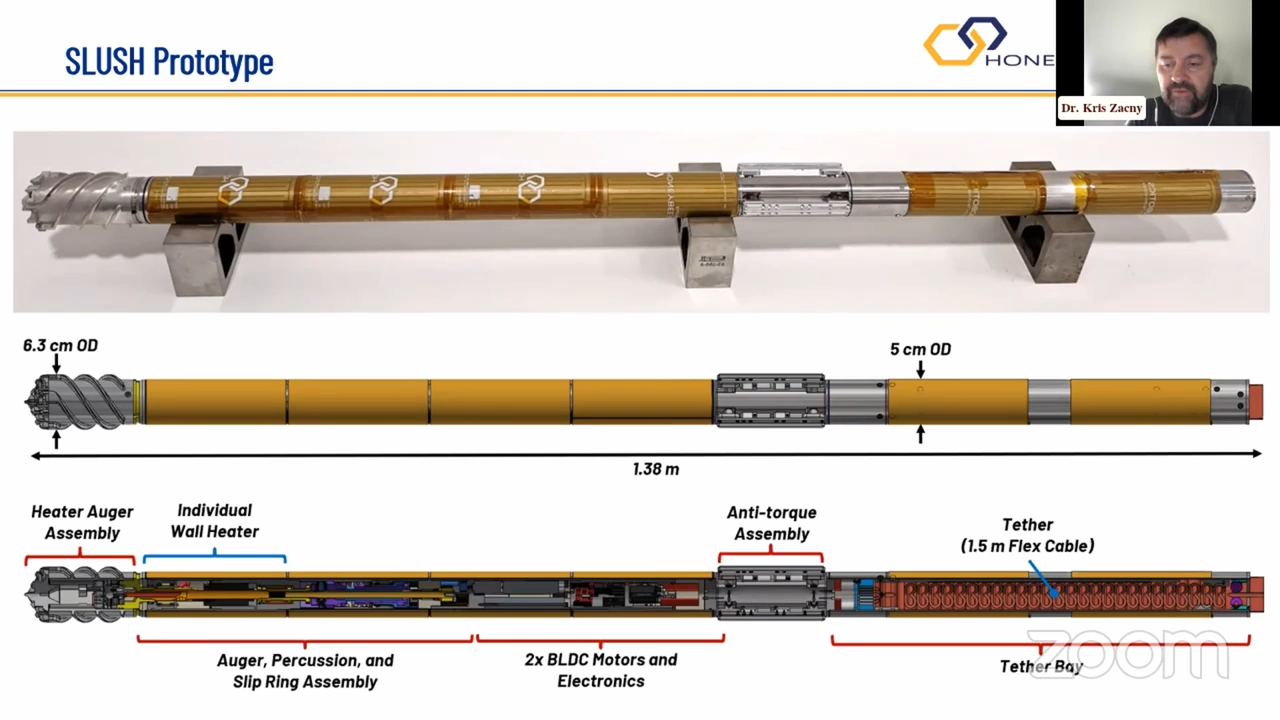 SLUSH Prototype
HONE
Dr. Kris Zacny
6.3 cm OD
5 cm OD
1.38 m
Heater Auger
Assembly
Individual
Wall Heater
Anti-torque
Assembly
Tether
(1.5 m Flex Cable)
Auger, Percussion, and
Slip Ring Assembly
2x BLDC Motors and
Electronics
Tether Bay
zoom